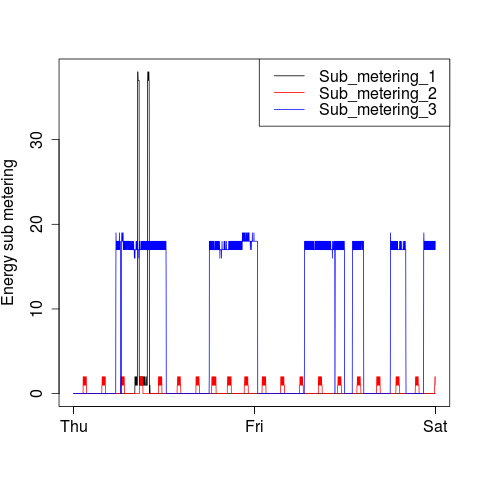 Sub_metering_1
Sub_metering_2
Sub_metering_3
Energy sub metering
30
20
10
0
Thu Fri Sat